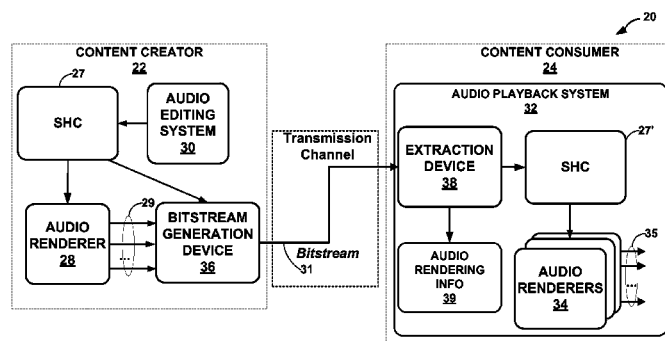 20
CONTENT CREATOR
22
27
SHC
AUDIO
EDITING
SYSTEM
30
AUDIO
RENDERER
28
29
...
BITSTREAM
GENERATION
DEVICE
36
Transmission
Channel
Bitstream
31
CONTENT CONSUMER
24
AUDIO PLAYBACK SYSTEM
32
EXTRACTION
DEVICE
38
27'
SHC
AUDIO
RENDERING
INFO
39
AUDIO
RENDERERS
34
35
...